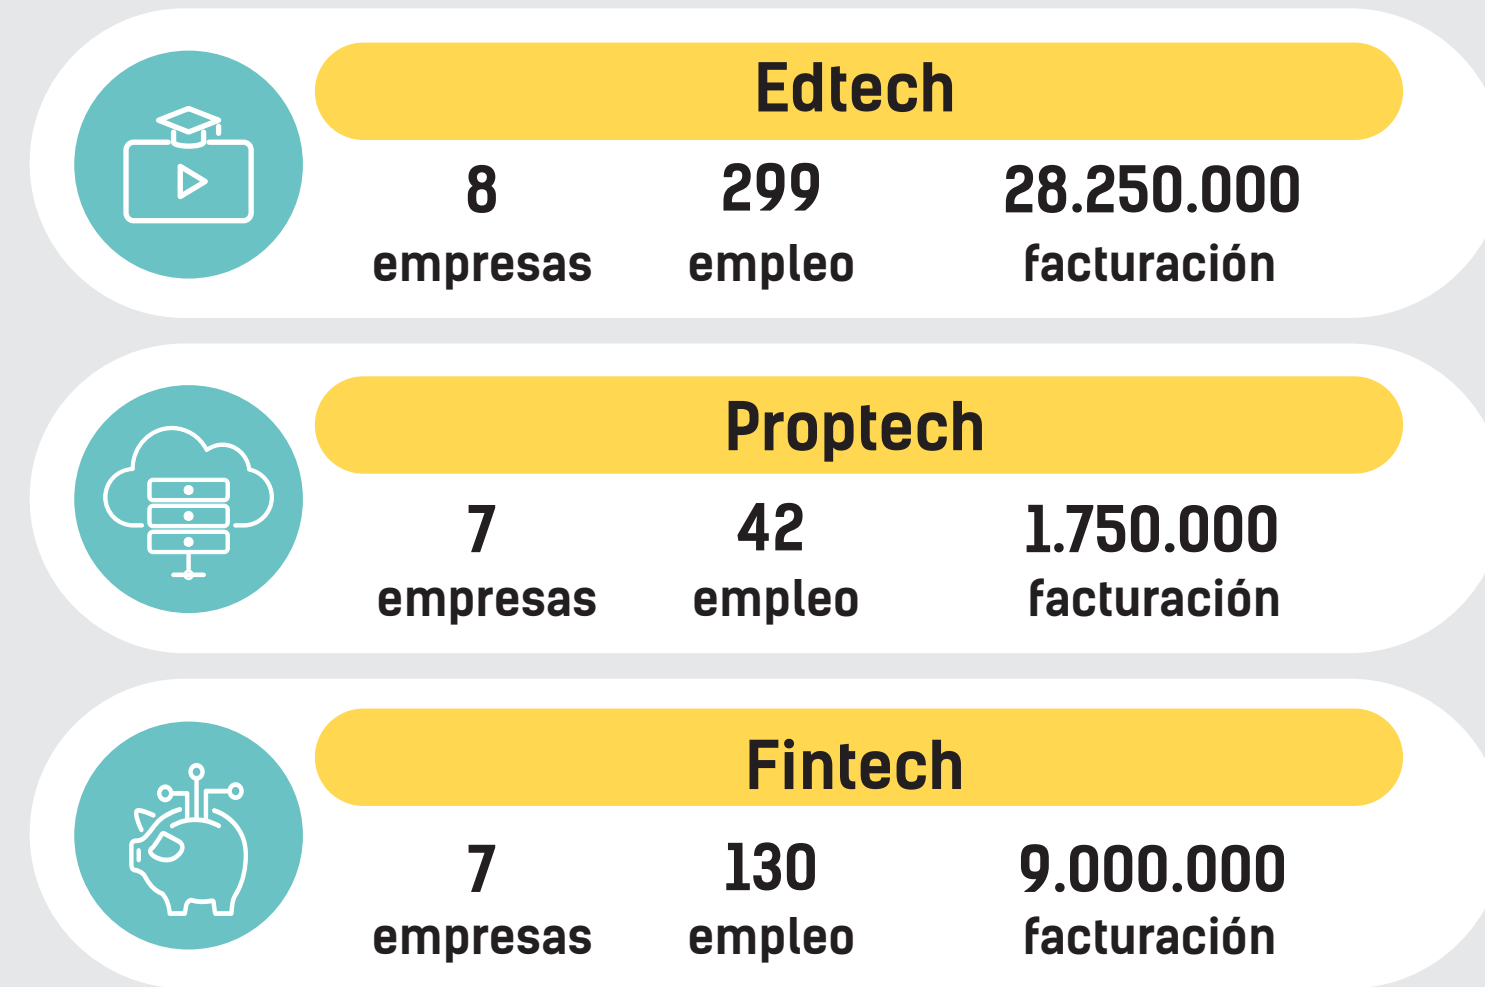 Edtech
8 299 28.250.000
empresas empleo facturación
Proptech
7 42 1.750.000
empresas empleo facturación
Fintech
7 130 9.000.000
empresas empleo facturación